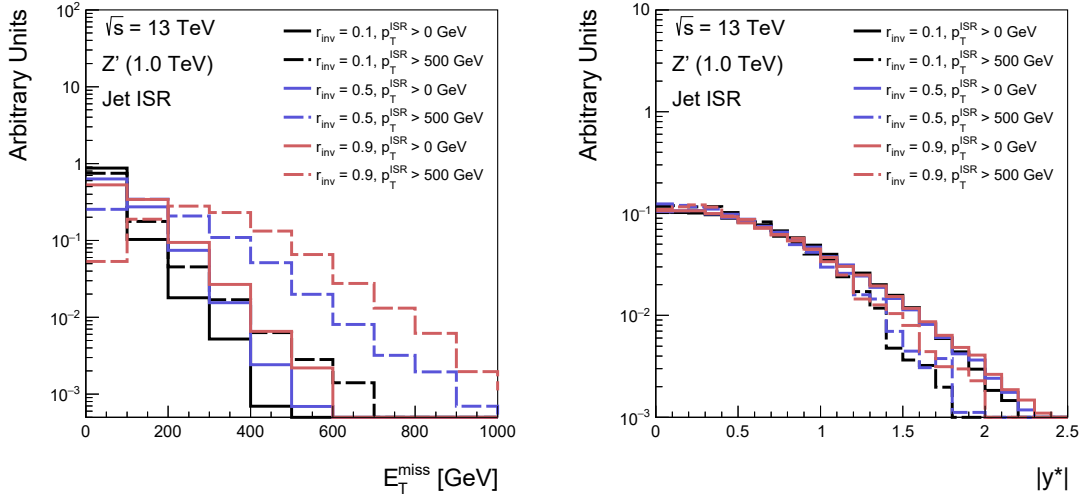 √s = 13 TeV
Z' (1.0 TeV)
Jet ISR
r_inv = 0.1, p_T^ISR > 0 GeV
r_inv = 0.1, p_T^ISR > 500 GeV
r_inv = 0.5, p_T^ISR > 0 GeV
r_inv = 0.5, p_T^ISR > 500 GeV
r_inv = 0.9, p_T^ISR > 0 GeV
r_inv = 0.9, p_T^ISR > 500 GeV
Arbitrary Units
10^2
10
1
10^−1
10^−2
10^−3
0 200 400 600 800 1000
E_T^miss [GeV]
√s = 13 TeV
Z' (1.0 TeV)
Jet ISR
r_inv = 0.1, p_T^ISR > 0 GeV
r_inv = 0.1, p_T^ISR > 500 GeV
r_inv = 0.5, p_T^ISR > 0 GeV
r_inv = 0.5, p_T^ISR > 500 GeV
r_inv = 0.9, p_T^ISR > 0 GeV
r_inv = 0.9, p_T^ISR > 500 GeV
Arbitrary Units
10
1
10^−1
10^−2
10^−3
0 0.5 1 1.5 2 2.5
|y*|